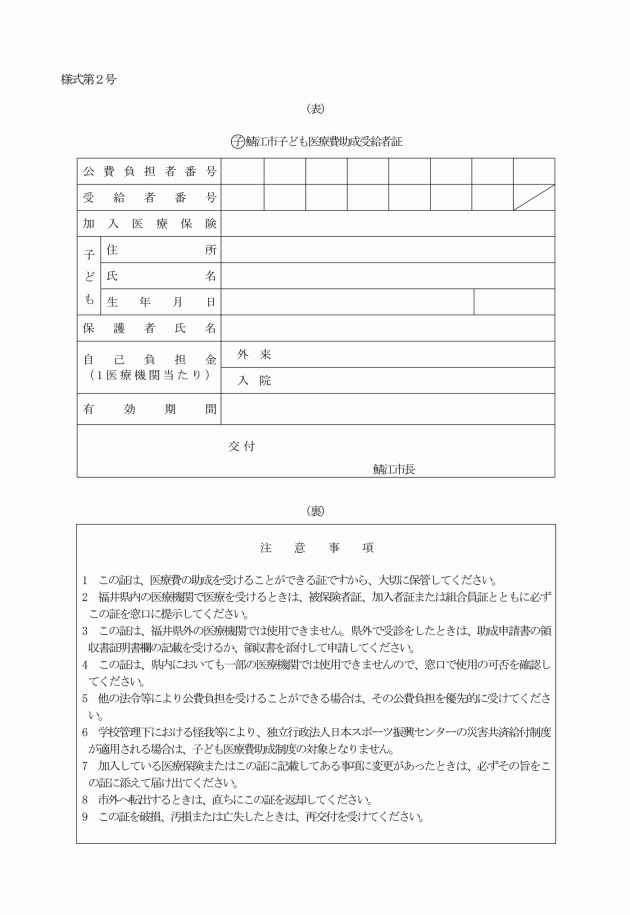 様式第２号
（表）
㋙鯖江市子ども医療費助成受給者証
公費負担者番号
受給者番号
加入医療保険
子ども
住所
氏名
生年月日
保護者氏名
自己負担金
（１医療機関当たり）
外来
入院
有効期間
交付
鯖江市長
（裏）
注意事項
１　この証は、医療費の助成を受けることができる証ですから、大切に保管してください。
２　福井県内の医療機関で医療を受けるときは、被保険者証、加入者証または組合員証とともに必ず
この証を窓口に提示してください。
３　この証は、福井県外の医療機関では使用できません。県外で受診をしたときは、助成申請書の領
収書証明書欄の記載を受けるか、領収書を添付して申請してください。
４　この証は、県内においても一部の医療機関では使用できませんので、窓口で使用の可否を確認し
てください。
５　他の法令等により公費負担を受けることができる場合は、その公費負担を優先的に受けてくださ
い。
６　学校管理下における怪我等により、独立行政法人日本スポーツ振興センターの災害共済給付制度
が適用される場合は、子ども医療費助成制度の対象となりません。
７　加入している医療保険またはこの証に記載してある事項に変更があったときは、必ずその旨をこ
の証に添えて届け出てください。
８　市外へ転出するときは、直ちにこの証を返却してください。
９　この証を破損、汚損または亡失したときは、再交付を受けてください。